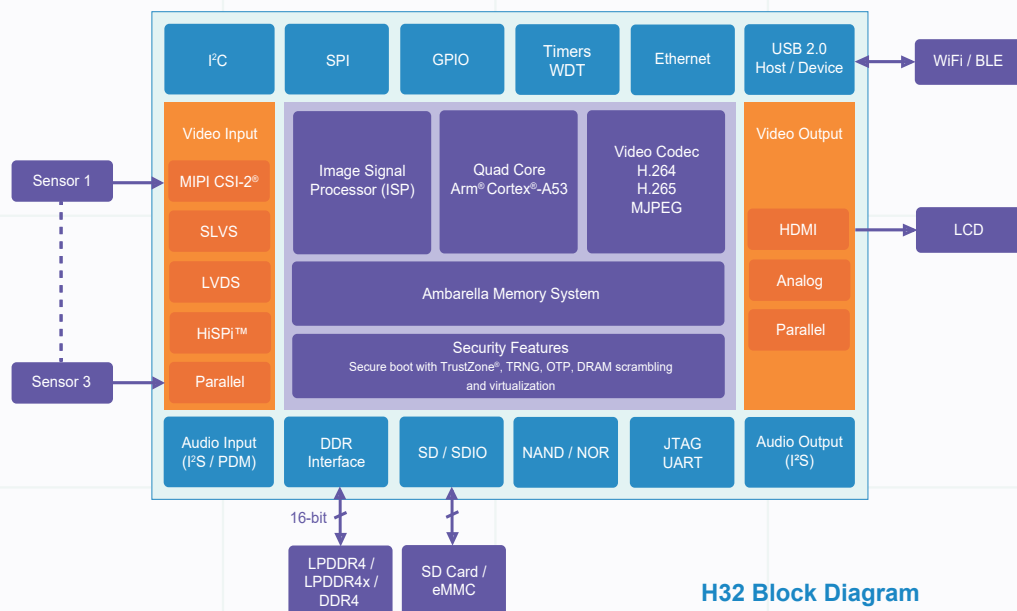 I²C
SPI
GPIO
Timers
WDT
Ethernet
USB 2.0
Host / Device
WiFi / BLE
Video Input
MIPI CSI-2®
SLVS
LVDS
HiSPi™
Parallel
Sensor 1
Sensor 3
Image Signal
Processor (ISP)
Quad Core
Arm® Cortex®-A53
Video Codec
H.264
H.265
MJPEG
Ambarella Memory System
Security Features
Secure boot with TrustZone®, TRNG, OTP, DRAM scrambling
and virtualization
Video Output
HDMI
Analog
Parallel
LCD
Audio Input
(I²S / PDM)
DDR
Interface
SD / SDIO
NAND / NOR
JTAG
UART
Audio Output
(I²S)
16-bit
LPDDR4 /
LPDDR4x /
DDR4
SD Card /
eMMC
H32 Block Diagram